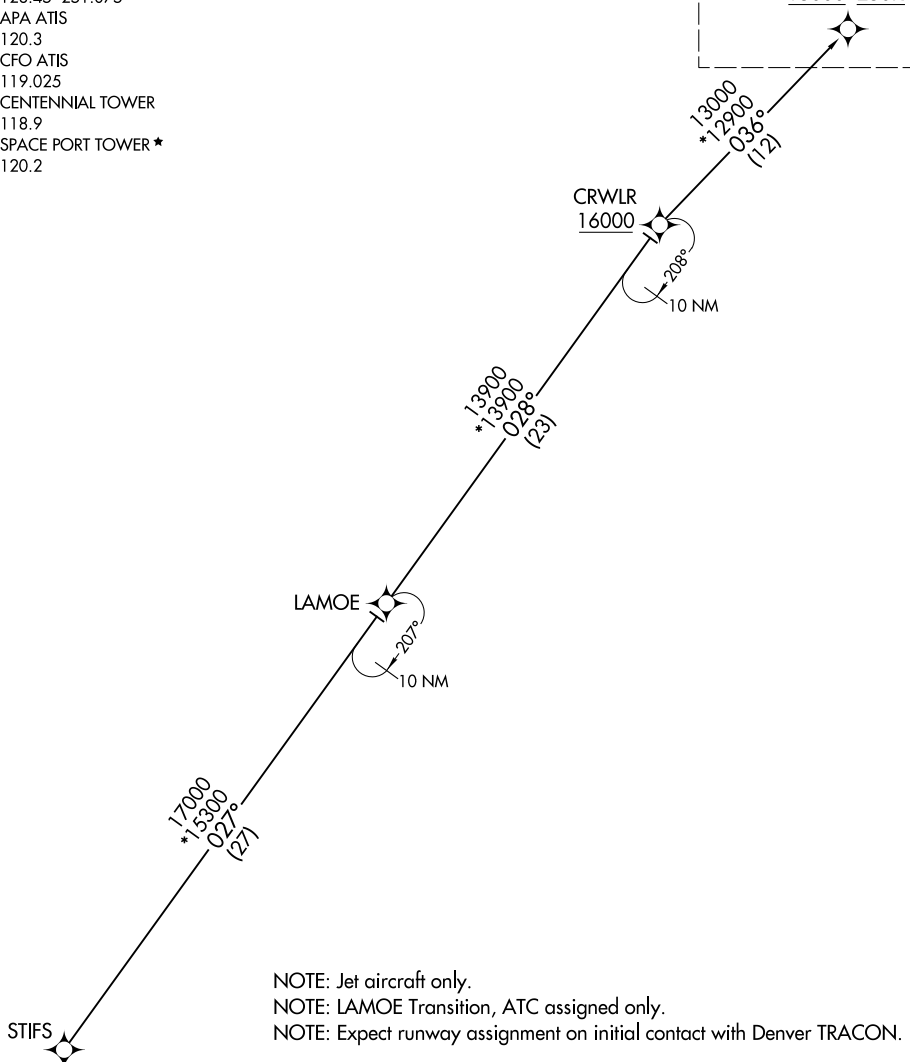 APA ATIS
120.3
CFO ATIS
119.025
CENTENNIAL TOWER
118.9
SPACE PORT TOWER★
120.2
13000
*12900
036°
(12)
CRWLR
16000
208°
10 NM
13900
*13900
028°
(23)
LAMOE
207°
10 NM
17000
*15300
027°
(27)
STIFS
NOTE: Jet aircraft only.
NOTE: LAMOE Transition, ATC assigned only.
NOTE: Expect runway assignment on initial contact with Denver TRACON.